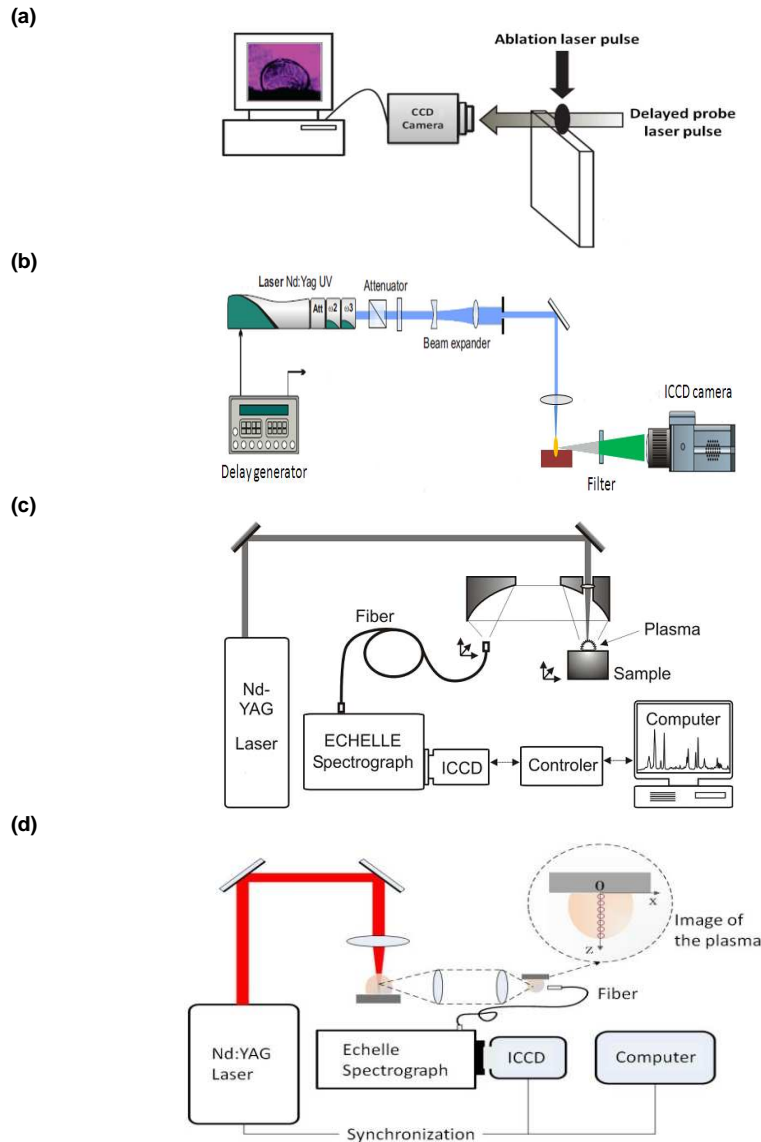 (a)
Ablation laser pulse
CCD
Camera
Delayed probe
laser pulse
(b)
Laser Nd:Yag UV
Attenuator
Att
ω2
ω3
Beam expander
ICCD camera
Delay generator
Filter
(c)
Fiber
Plasma
Sample
Nd-
YAG
Laser
ECHELLE
Spectrograph
ICCD
Controler
Computer
(d)
O
x
z
Image of
the plasma
Fiber
Nd:YAG
Laser
Echelle
Spectrograph
ICCD
Computer
Synchronization